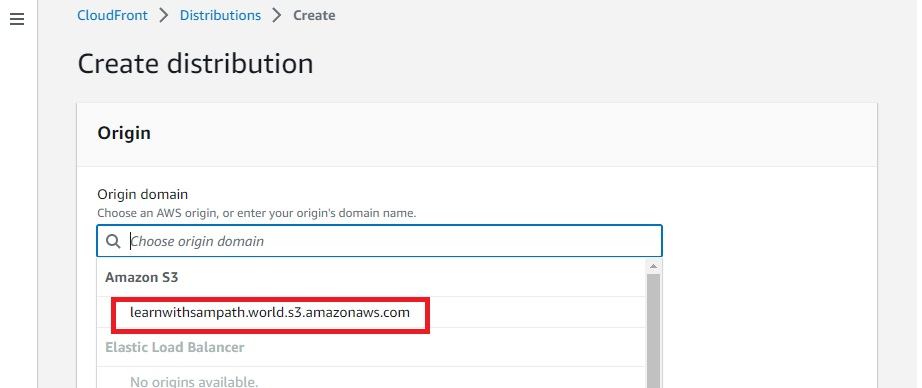 CloudFront > Distributions > Create
Create distribution
Origin
Origin domain
Choose an AWS origin, or enter your origin's domain name.
Choose origin domain
Amazon S3
learnwithsampath.world.s3.amazonaws.com
Elastic Load Balancer
No origins available.